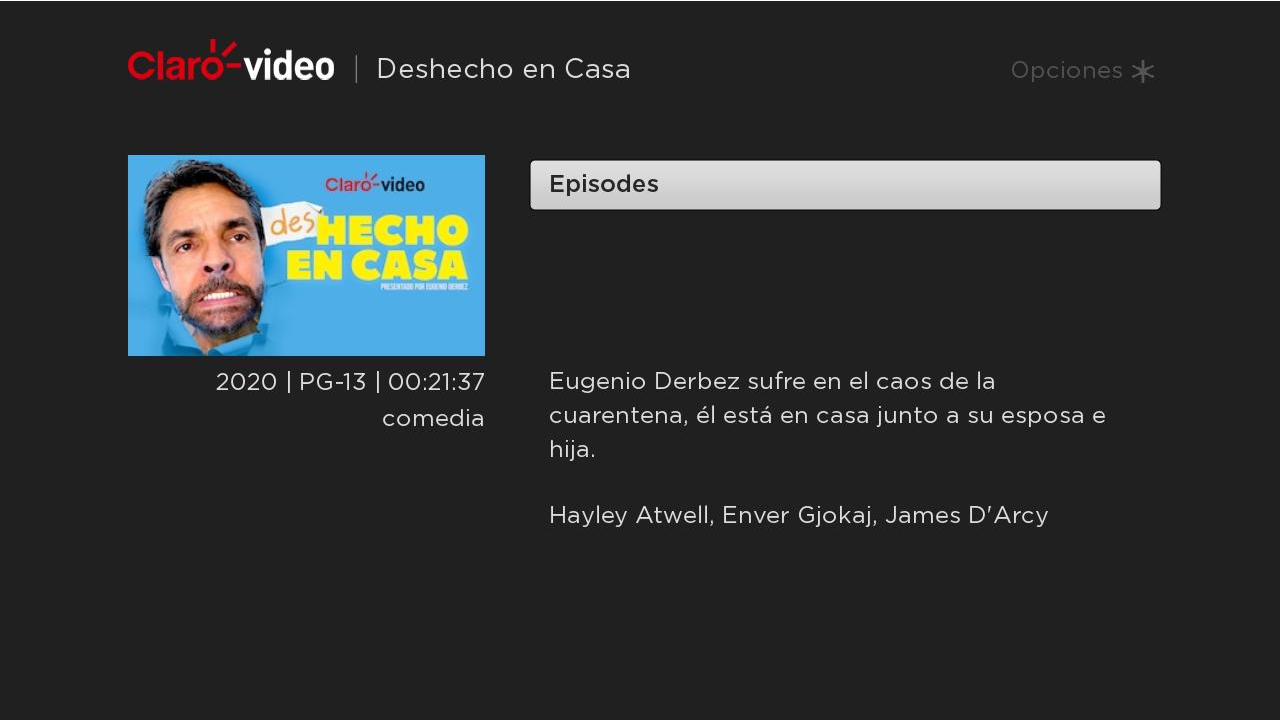 Claro-video | Deshecho en Casa
Opciones *
Claro-video
des HECHO
EN CASA
PRESENTADO POR EUGENIO DERBEZ
Episodes
2020 | PG-13 | 00:21:37
comedia
Eugenio Derbez sufre en el caos de la
cuarentena, él está en casa junto a su esposa e
hija.
Hayley Atwell, Enver Gjokaj, James D'Arcy